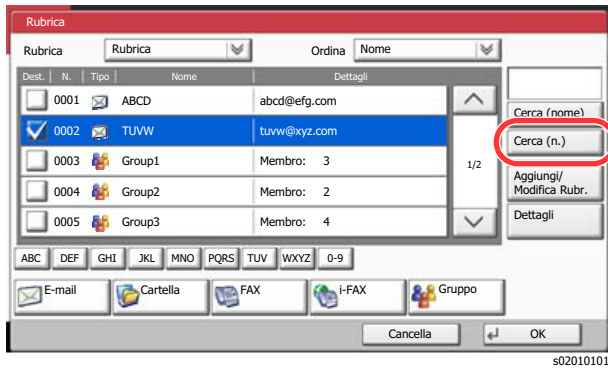 Rubrica
Rubrica Rubrica Ordina Nome
Dest. N. Tipo Nome Dettagli
0001 ABCD abcd@efg.com
Cerca (nome)
0002 TUVW tuvw@xyz.com
Cerca (n.)
0003 Group1 Membro: 3
1/2
Aggiungi/
Modifica Rubr.
0004 Group2 Membro: 2
0005 Group3 Membro: 4
Dettagli
ABC DEF GHI JKL MNO PQRS TUV WXYZ 0-9
E-mail Cartella FAX i-FAX Gruppo
Cancella OK
s02010101